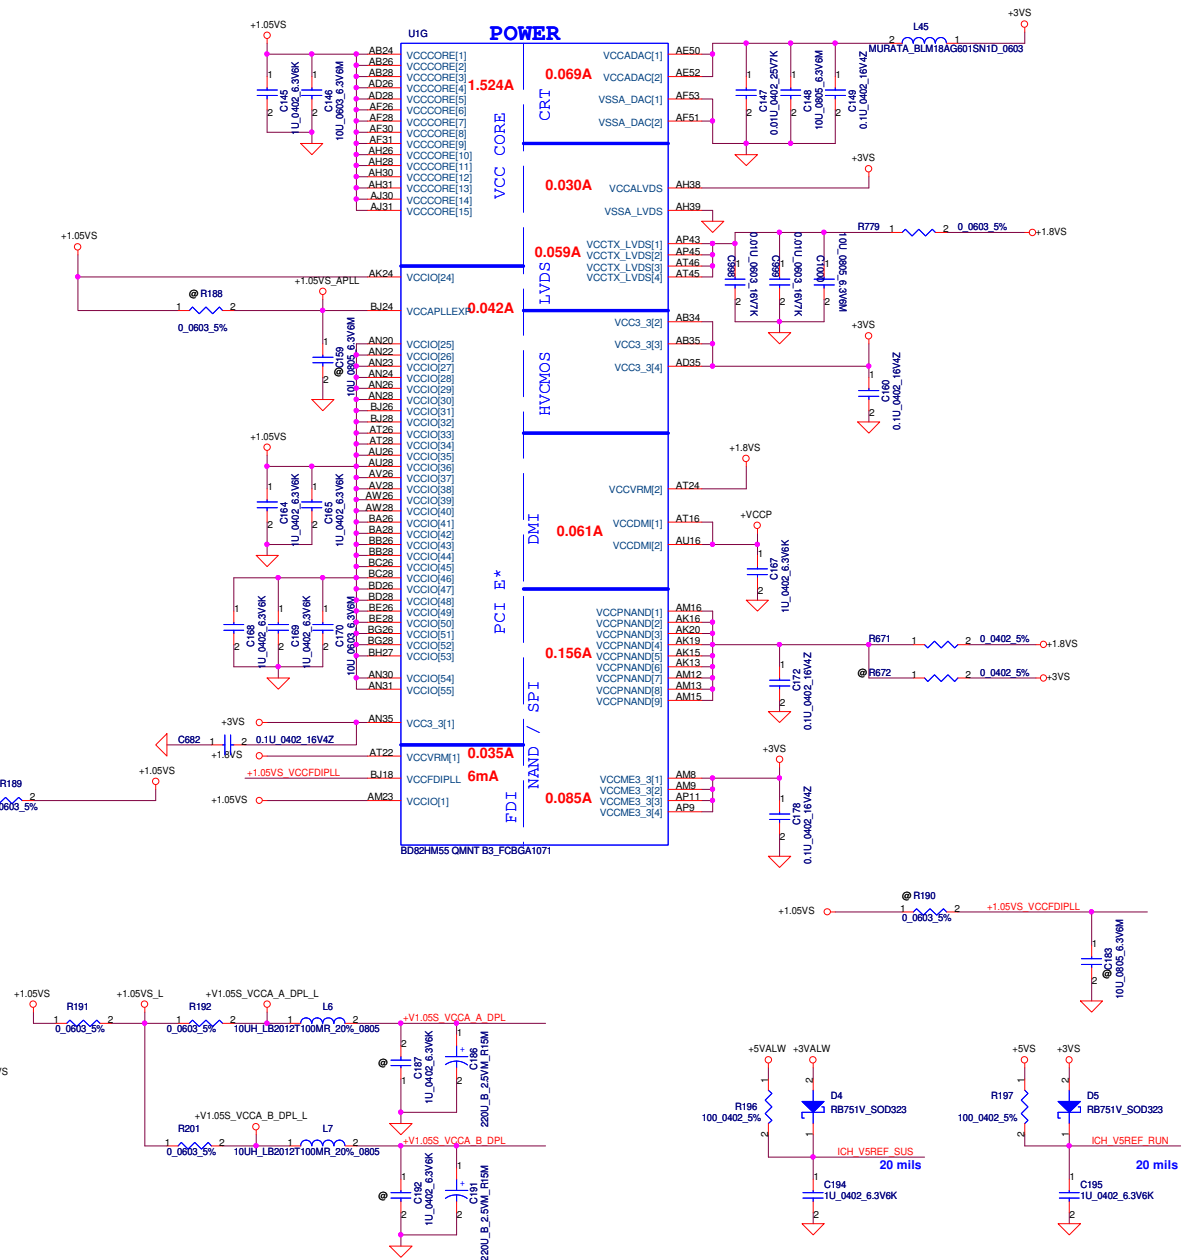 U1G
POWER
+1.05VS
+3VS
L45
MURATA_BLM18AG601SN1D_0603
AB24 VCCCORE[1]
AB26 VCCCORE[2]
AB28 VCCCORE[3]
AD26 VCCCORE[4]
AD28 VCCCORE[5]
AF26 VCCCORE[6]
AF28 VCCCORE[7]
AF30 VCCCORE[8]
AF31 VCCCORE[9]
AH26 VCCCORE[10]
AH28 VCCCORE[11]
AH30 VCCCORE[12]
AH31 VCCCORE[13]
AJ30 VCCCORE[14]
AJ31 VCCCORE[15]
1.524A
VCC CORE
C145
1U_0402_6.3V6K
C146
10U_0603_6.3V6M
0.069A
CRT
VCCADAC[1] AE50
VCCADAC[2] AE52
VSSA_DAC[1] AF53
VSSA_DAC[2] AF51
C147
0.01U_0402_25V7K
C148
10U_0805_6.3V6M
C149
0.1U_0402_16V4Z
0.030A
VCCALVDS AH38
+3VS
VSSA_LVDS AH39
0.059A
LVDS
VCCTX_LVDS[1] AP43
VCCTX_LVDS[2] AP45
VCCTX_LVDS[3] AT46
VCCTX_LVDS[4] AT45
R779
1 2 0_0603_5%
+1.8VS
C998
0.01U_0603_16V7K
C999
0.01U_0603_16V7K
C1000
10U_0805_6.3V6M
+1.05VS
AK24 VCCIO[24]
@ R188
0_0603_5%
+1.05VS_APLL
BJ24 VCCAPLLEXP
0.042A
@C159
10U_0805_6.3V6M
HVCMOS
VCC3_3[2] AB34
VCC3_3[3] AB35
VCC3_3[4] AD35
+3VS
C160
0.1U_0402_16V4Z
AN20 VCCIO[25]
AN22 VCCIO[26]
AN23 VCCIO[27]
AN24 VCCIO[28]
AN26 VCCIO[29]
AN28 VCCIO[30]
BJ26 VCCIO[31]
BJ28 VCCIO[32]
AT26 VCCIO[33]
AT28 VCCIO[34]
AU26 VCCIO[35]
AU28 VCCIO[36]
AV26 VCCIO[37]
AV28 VCCIO[38]
AW26 VCCIO[39]
AW28 VCCIO[40]
BA26 VCCIO[41]
BA28 VCCIO[42]
BB26 VCCIO[43]
BB28 VCCIO[44]
BC26 VCCIO[45]
BC28 VCCIO[46]
BD26 VCCIO[47]
BD28 VCCIO[48]
BE26 VCCIO[49]
BE28 VCCIO[50]
BG26 VCCIO[51]
BG28 VCCIO[52]
BH27 VCCIO[53]
AN30 VCCIO[54]
AN31 VCCIO[55]
PCI E*
+1.05VS
C164
1U_0402_6.3V6K
C165
1U_0402_6.3V6K
C168
1U_0402_6.3V6K
C169
1U_0402_6.3V6K
C170
10U_0603_6.3V6M
DMI
0.061A
+1.8VS
VCCVRM[2] AT24
VCCDMI[1] AT16
VCCDMI[2] AU16
+VCCP
C167
1U_0402_6.3V6K
0.156A
NAND / SPI
VCCPNAND[1] AM16
VCCPNAND[2] AK16
VCCPNAND[3] AK20
VCCPNAND[4] AK19
VCCPNAND[5] AK15
VCCPNAND[6] AK13
VCCPNAND[7] AM12
VCCPNAND[8] AM13
VCCPNAND[9] AM15
R671 1 2 0_0402_5% +1.8VS
@R672 1 2 0_0402_5% +3VS
C172
0.1U_0402_16V4Z
+3VS
AN35 VCC3_3[1]
C682 1 2 0.1U_0402_16V4Z
+1.8VS
AT22 VCCVRM[1]
0.035A
+1.05VS_VCCFDIPLL
BJ18 VCCFDIPLL
6mA
+1.05VS
AM23 VCCIO[1]
FDI
0.085A
VCCME3_3[1] AM8
VCCME3_3[2] AM9
VCCME3_3[3] AP11
VCCME3_3[4] AP9
+3VS
C178
0.1U_0402_16V4Z
+1.05VS
R189
0603_5%
BD82HM55 QMNT B3_FCBGA1071
+1.05VS
@ R190
0_0603_5%
+1.05VS_VCCFDIPLL
@C183
10U_0805_6.3V6M
+1.05VS
R191
0_0603_5%
+1.05VS_L
R192
0_0603_5%
+V1.05S_VCCA_A_DPL_L
L6
10UH_LB2012T100MR_20%_0805
+V1.05S_VCCA_A_DPL
@ C187
1U_0402_6.3V6K
C186
220U_B_2.5VM_R15M
VS
R201
0_0603_5%
+V1.05S_VCCA_B_DPL_L
L7
10UH_LB2012T100MR_20%_0805
+V1.05S_VCCA_B_DPL
@ C192
1U_0402_6.3V6K
C191
220U_B_2.5VM_R15M
+5VALW
+3VALW
R196
100_0402_5%
D4
RB751V_SOD323
ICH_V5REF_SUS
20 mils
C194
1U_0402_6.3V6K
+5VS
+3VS
R197
100_0402_5%
D5
RB751V_SOD323
ICH_V5REF_RUN
20 mils
C195
1U_0402_6.3V6K